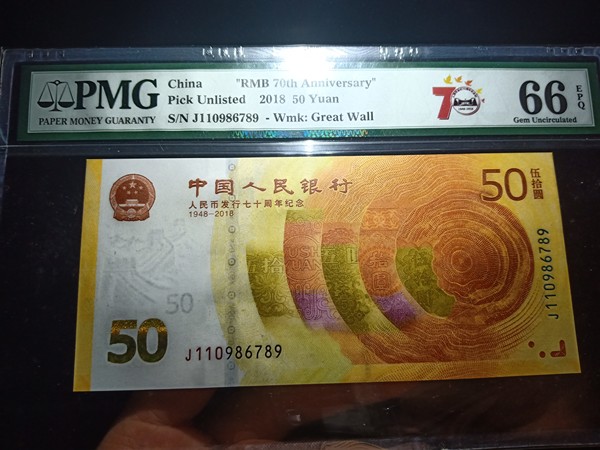 PMG
PAPER MONEY GUARANTY
China "RMB 70th Anniversary"
Pick Unlisted 2018 50 Yuan
S/N J110986789 - Wmk: Great Wall
70
66 EPQ
Gem Uncirculated
中国人民银行
人民币发行七十周年纪念
1948-2018
50 伍拾圆
50
50
J110986789
J110986789